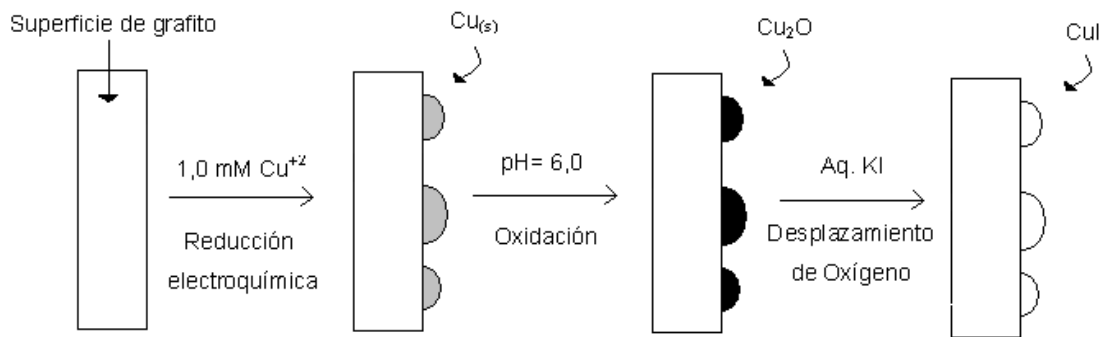 Superficie de grafito
Cu(s)
Cu₂O
CuI
1,0 mM Cu⁺²
pH= 6,0
Aq. KI
Reducción
electroquímica
Oxidación
Desplazamiento
de Oxígeno